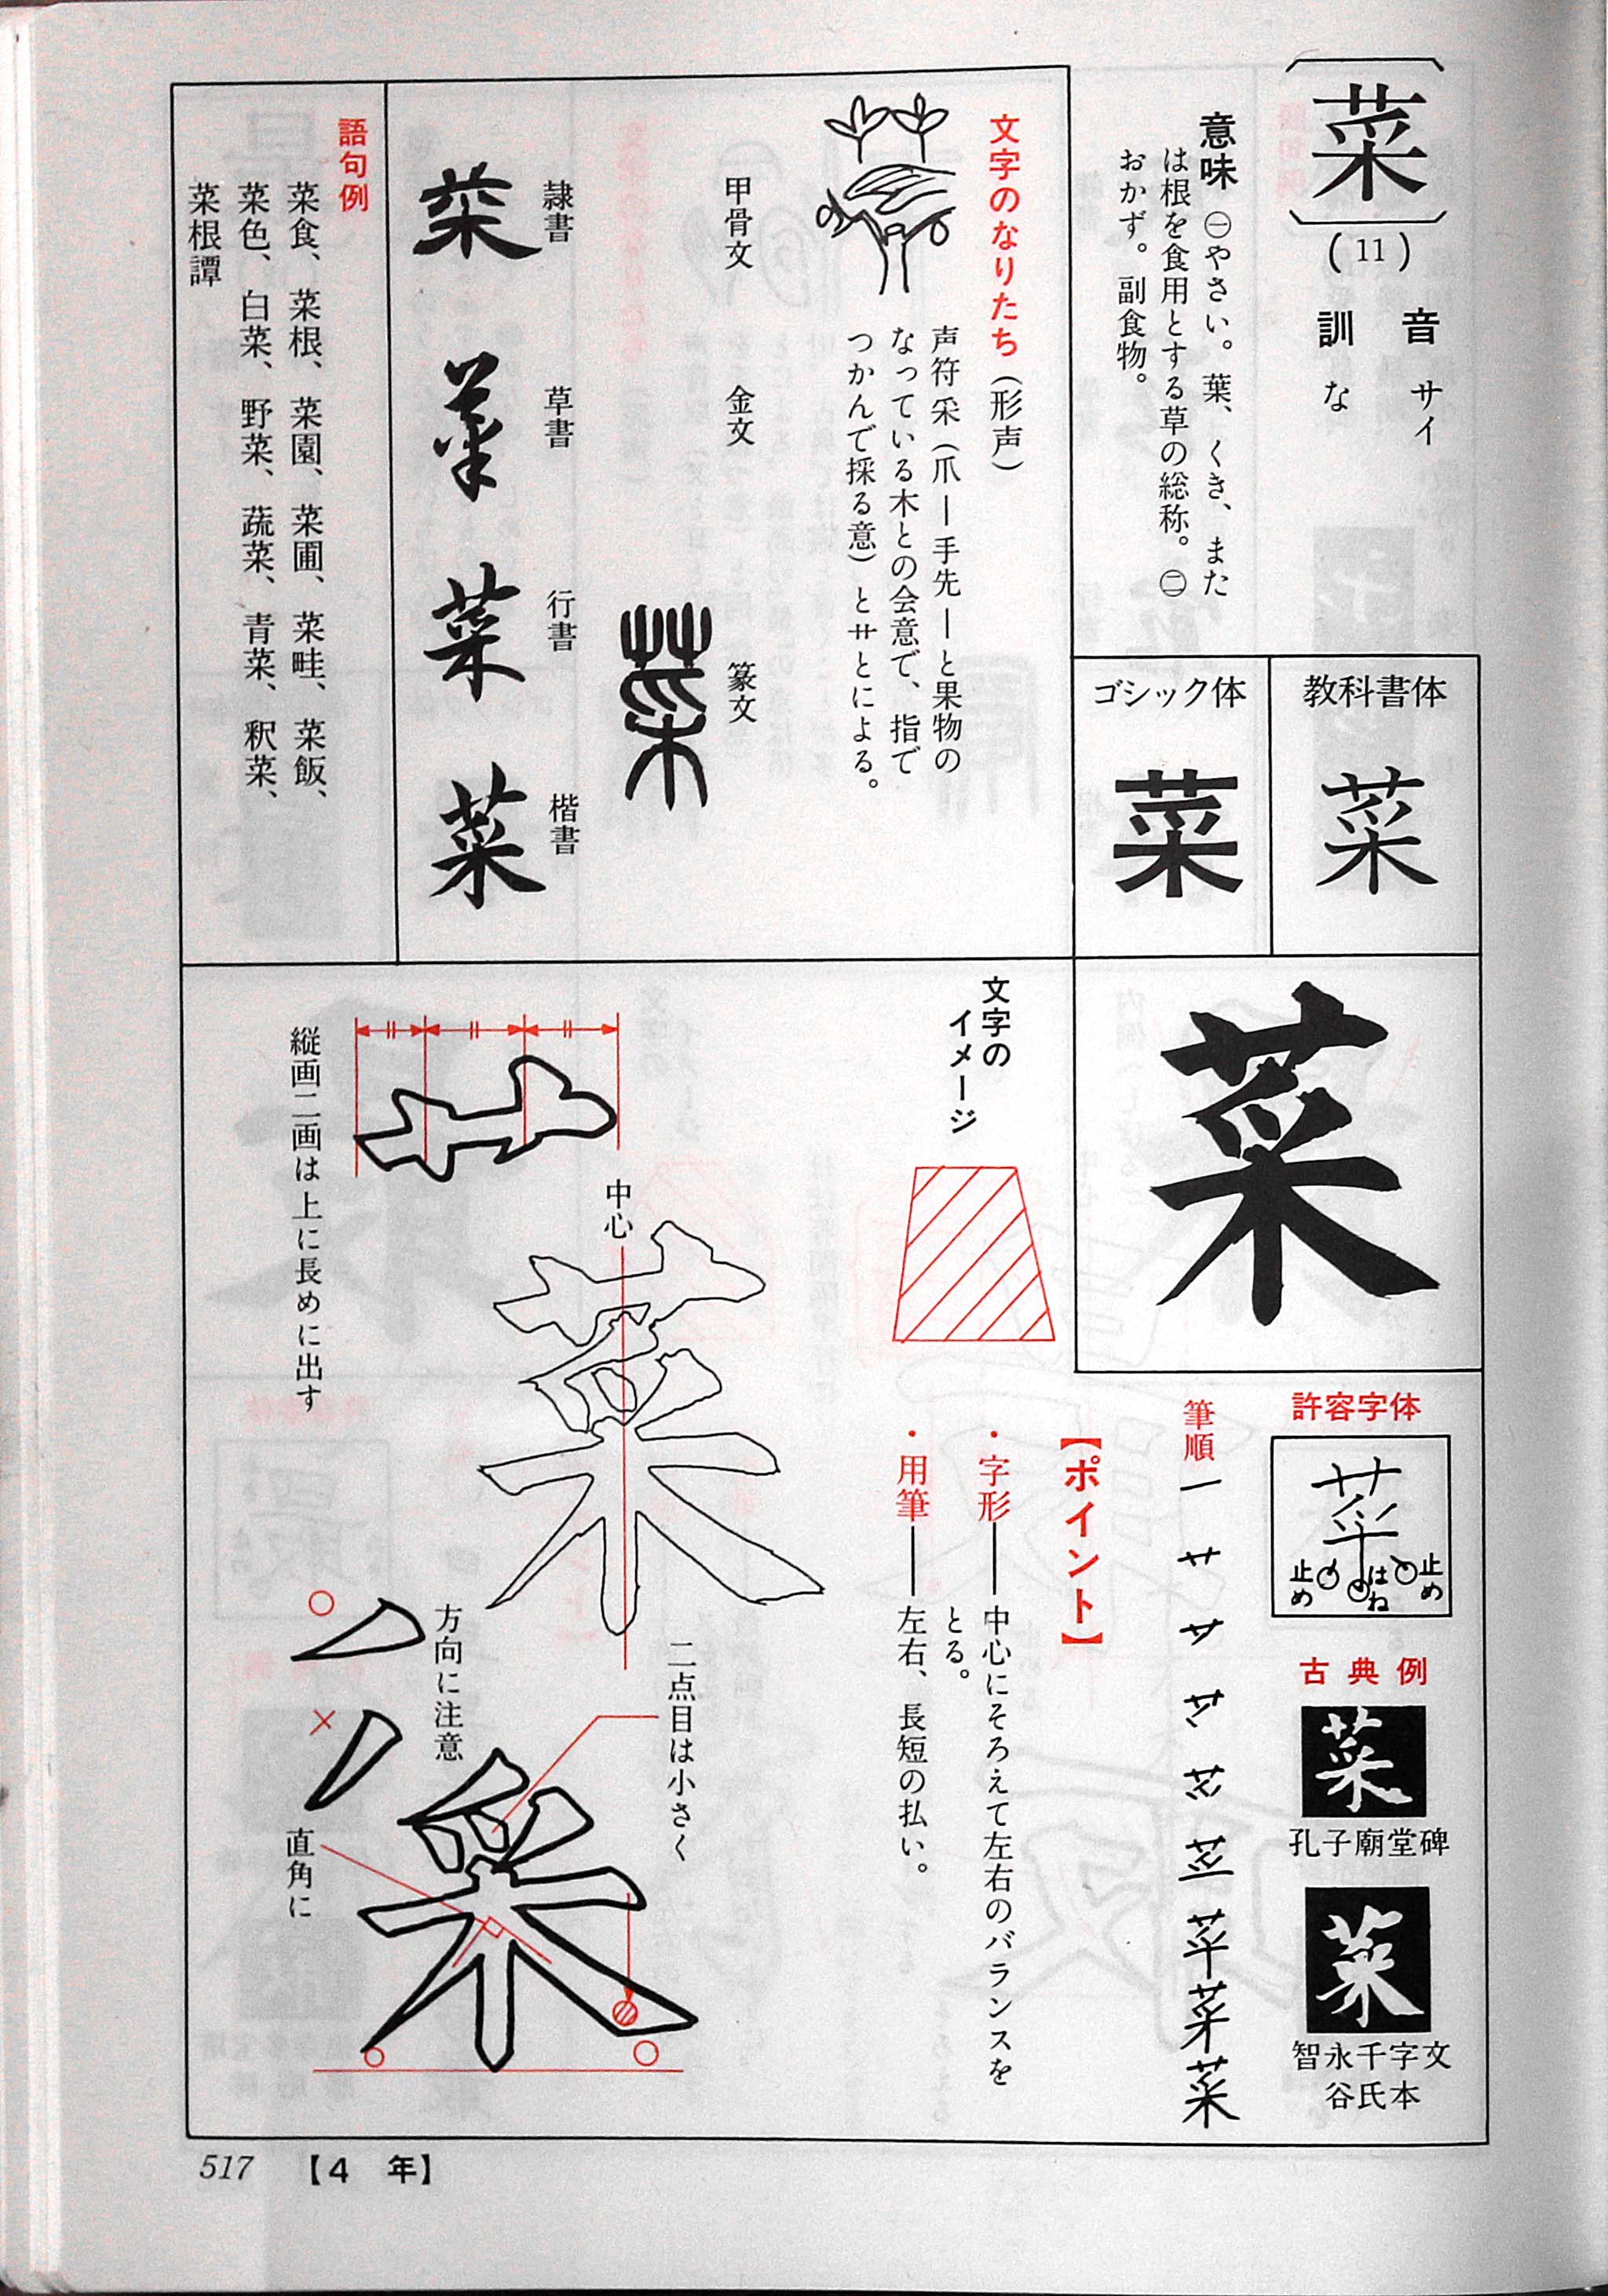 菜
(11)
音 サイ
訓 な
意味 ㊀やさい。葉、くき、また
は根を食用とする草の総称。㊁
おかず。副食物。
教科書体
菜
ゴシック体
菜
文字のなりたち（形声）
声符采（爪―手先―と果物の
なっている木との会意で、指で
つかんで採る意）と艹とによる。
甲骨文
金文
篆文
菜
隷書
菜
草書
菜
行書
菜
楷書
菜
語句例
菜食、菜根、菜園、菜圃、菜畦、菜飯、
菜色、白菜、野菜、蔬菜、青菜、釈菜、
菜根譚
菜
許容字体
菜
止め
はね
止め
古典例
菜
孔子廟堂碑
菜
智永千字文
谷氏本
筆順
菜
【ポイント】
・字形―中心にそろえて左右のバランスを
とる。
・用筆―左右、長短の払い。
文字の
イメージ
中心
菜
縦画二画は上に長めに出す
二点目は小さく
方向に注意
直角に
采
517 【4 年】